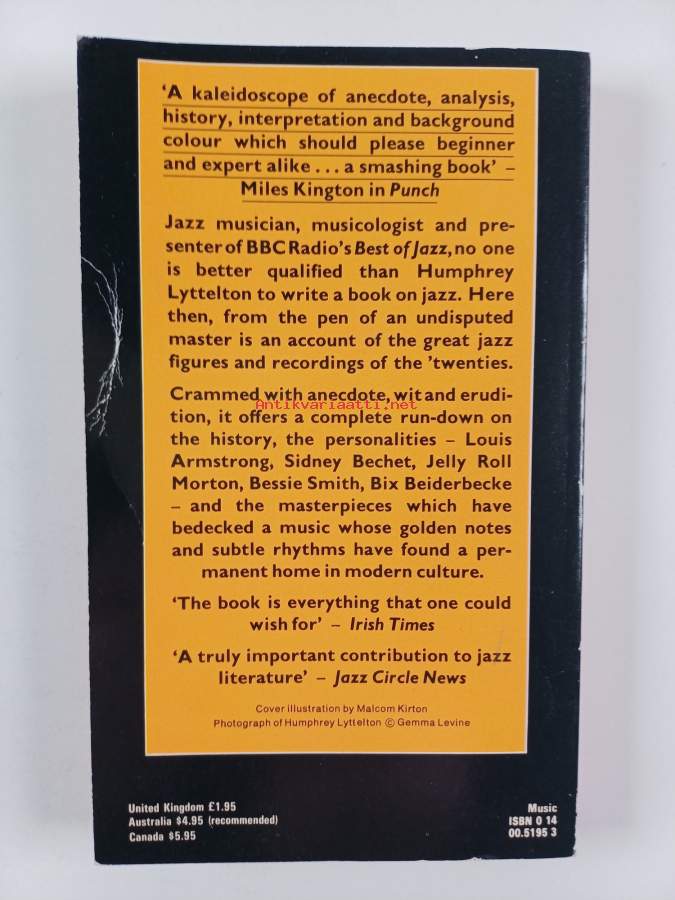 ‘A kaleidoscope of anecdote, analysis,
history, interpretation and background
colour which should please beginner
and expert alike . . . a smashing book’ –
Miles Kington in Punch
Jazz musician, musicologist and pre-
senter of BBC Radio’s Best of Jazz, no one
is better qualified than Humphrey
Lyttelton to write a book on jazz. Here
then, from the pen of an undisputed
master is an account of the great jazz
figures and recordings of the ’twenties.
Crammed with anecdote, wit and erudi-
Antikvariaatti.net
tion, it offers a complete run-down on
the history, the personalities – Louis
Armstrong, Sidney Bechet, Jelly Roll
Morton, Bessie Smith, Bix Beiderbecke
– and the masterpieces which have
bedecked a music whose golden notes
and subtle rhythms have found a per-
manent home in modern culture.
‘The book is everything that one could
wish for’ – Irish Times
‘A truly important contribution to jazz
literature’ – Jazz Circle News
Cover illustration by Malcom Kirton
Photograph of Humphrey Lyttelton © Gemma Levine
United Kingdom £1.95
Australia $4.95 (recommended)
Canada $5.95
Music
ISBN 0 14
00.5195 3